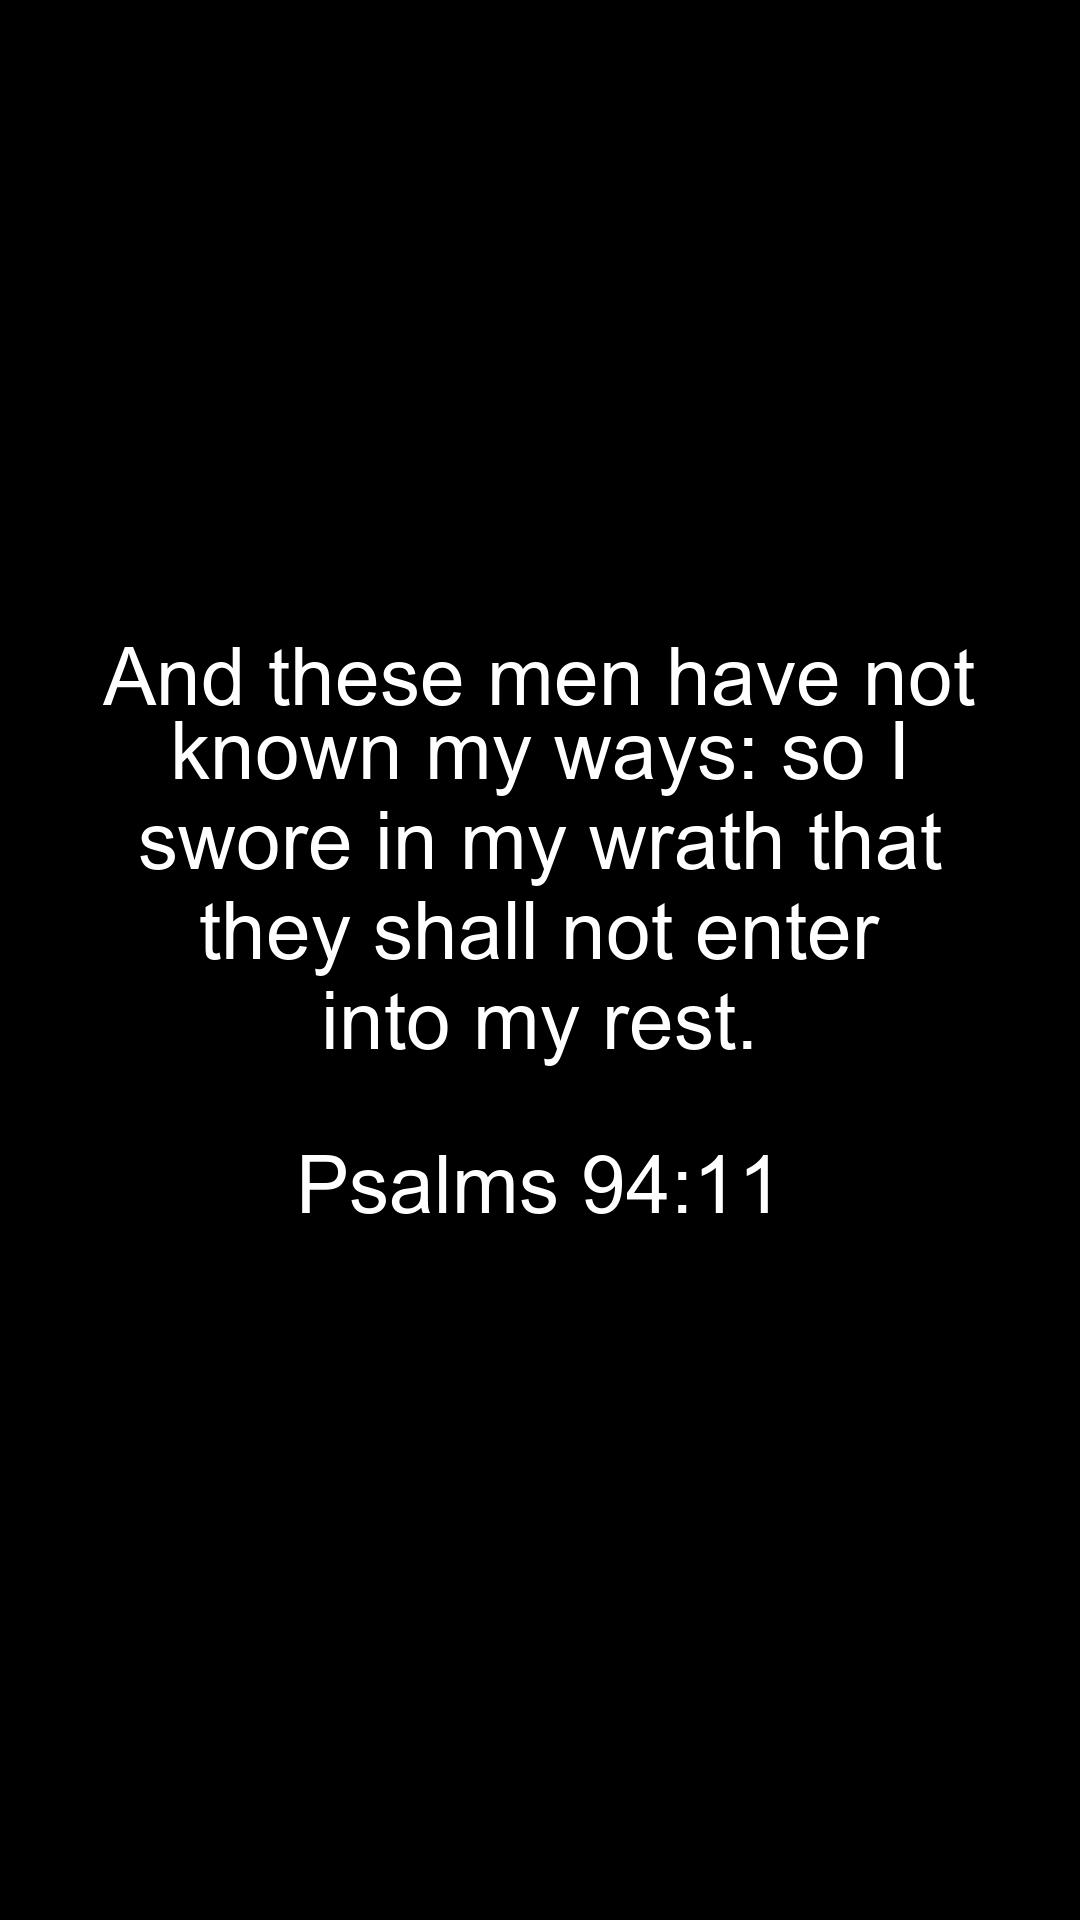 And these men have not
known my ways: so I
swore in my wrath that
they shall not enter
into my rest.
Psalms 94:11